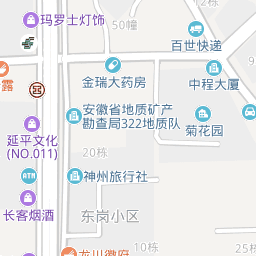 玛罗士灯饰
50幢
百世快递
金瑞大药房
中程大厦
露
安徽省地质矿产
勘查局322地质队
菊花园
延平文化
(NO.011)
20栋
ATM
神州旅行社
长客烟酒
东岗小区
10栋
25栋
龙川徽府